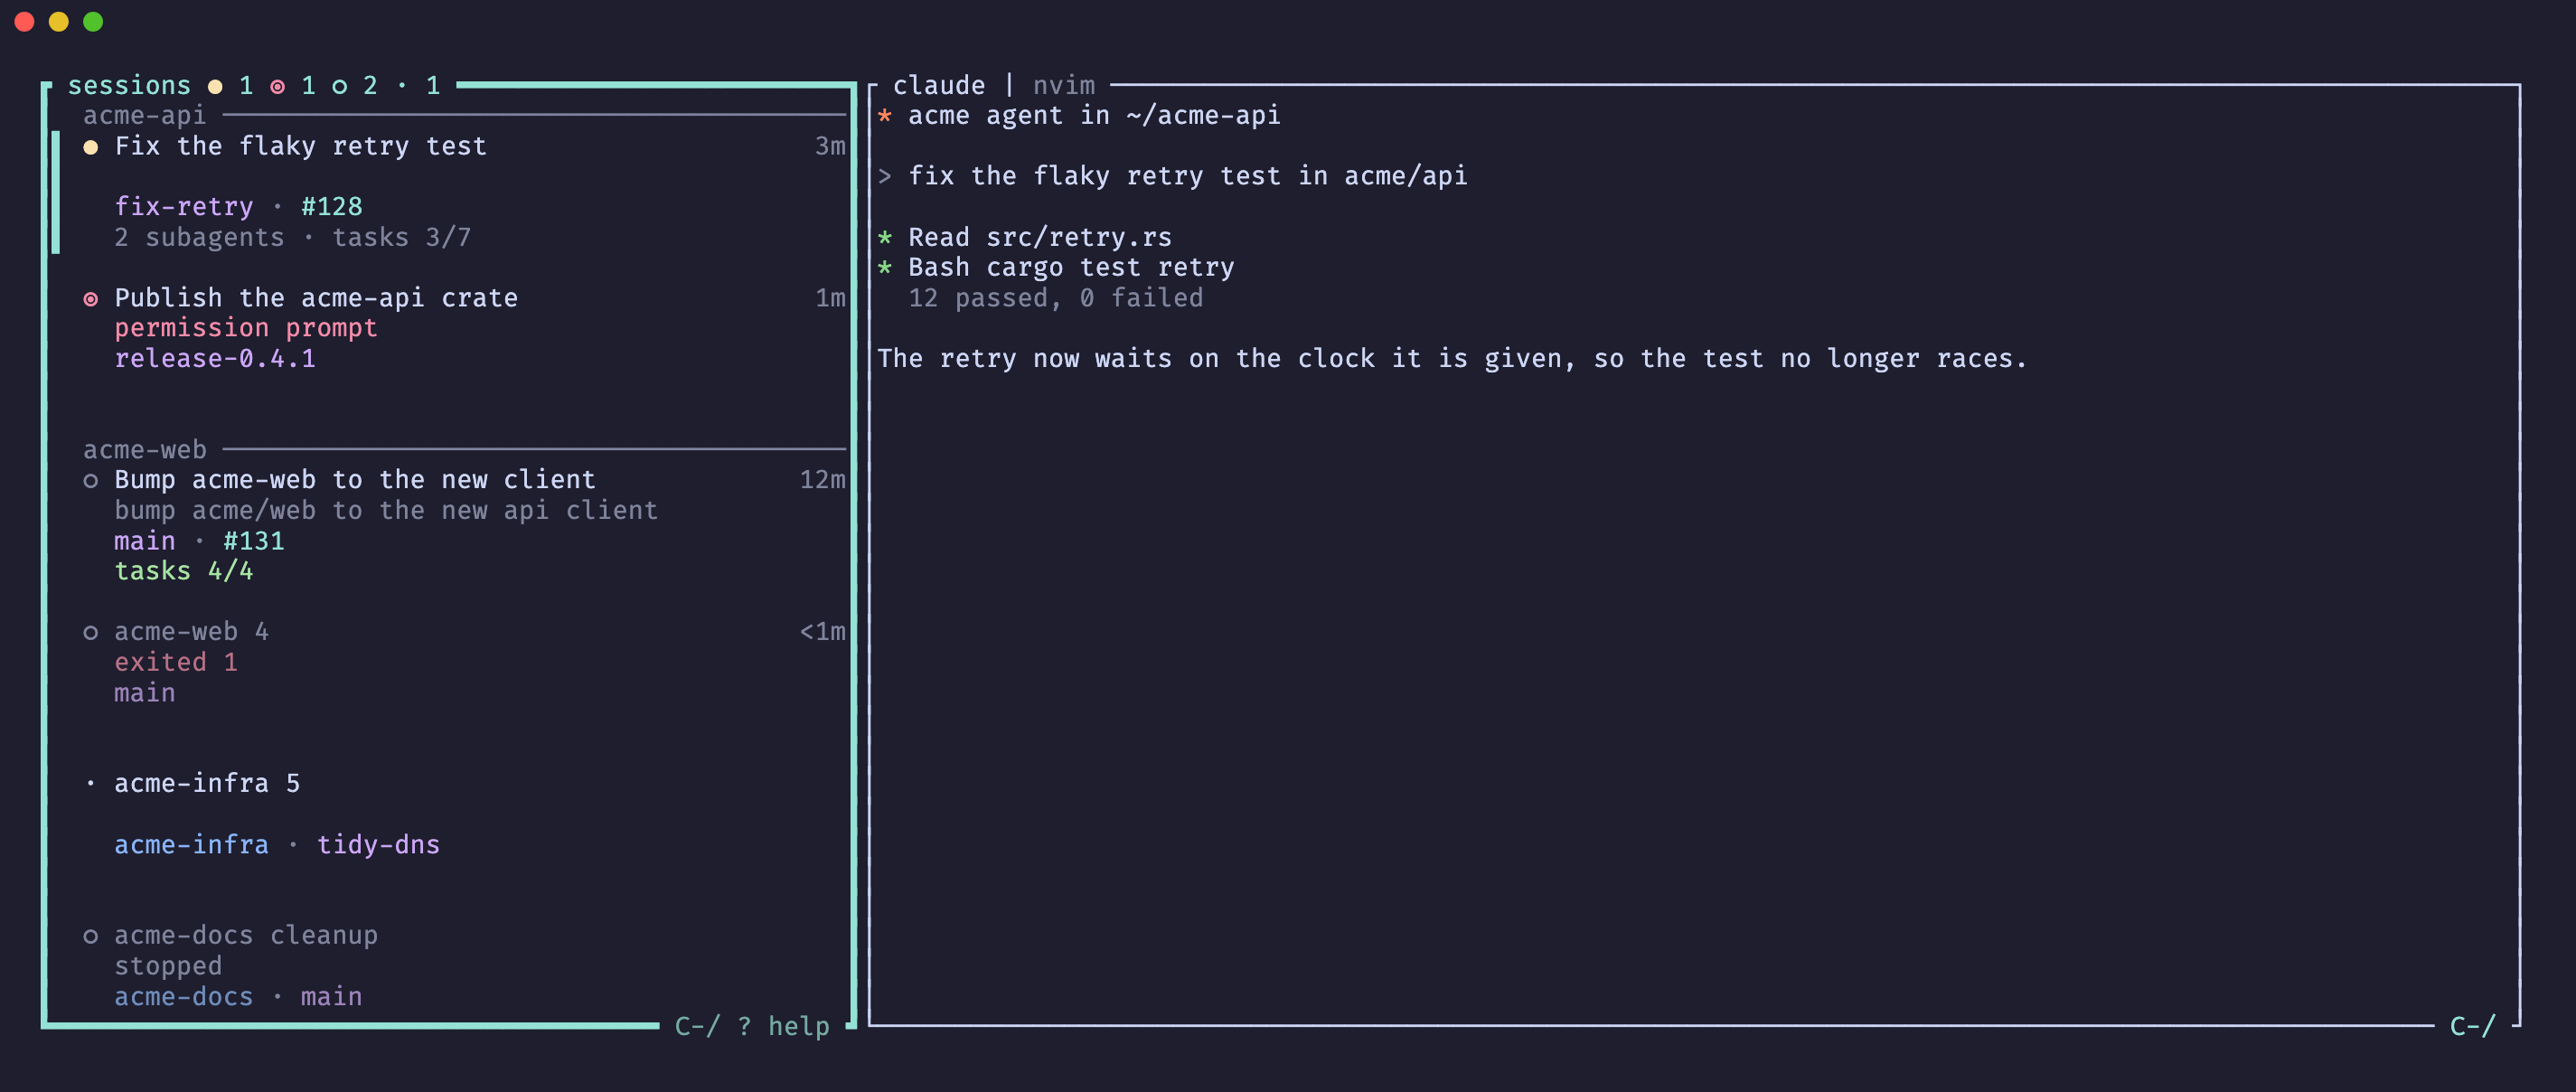 sessions ● 1 ◉ 1 ○ 2 · 1
acme-api
● Fix the flaky retry test 3m
fix-retry · #128
2 subagents · tasks 3/7
◉ Publish the acme-api crate 1m
permission prompt
release-0.4.1
acme-web
○ Bump acme-web to the new client 12m
bump acme/web to the new api client
main · #131
tasks 4/4
○ acme-web 4 <1m
exited 1
main
· acme-infra 5
acme-infra · tidy-dns
○ acme-docs cleanup
stopped
acme-docs · main
C-/ ? help
claude | nvim
* acme agent in ~/acme-api
> fix the flaky retry test in acme/api
* Read src/retry.rs
* Bash cargo test retry
12 passed, 0 failed
The retry now waits on the clock it is given, so the test no longer races.
C-/